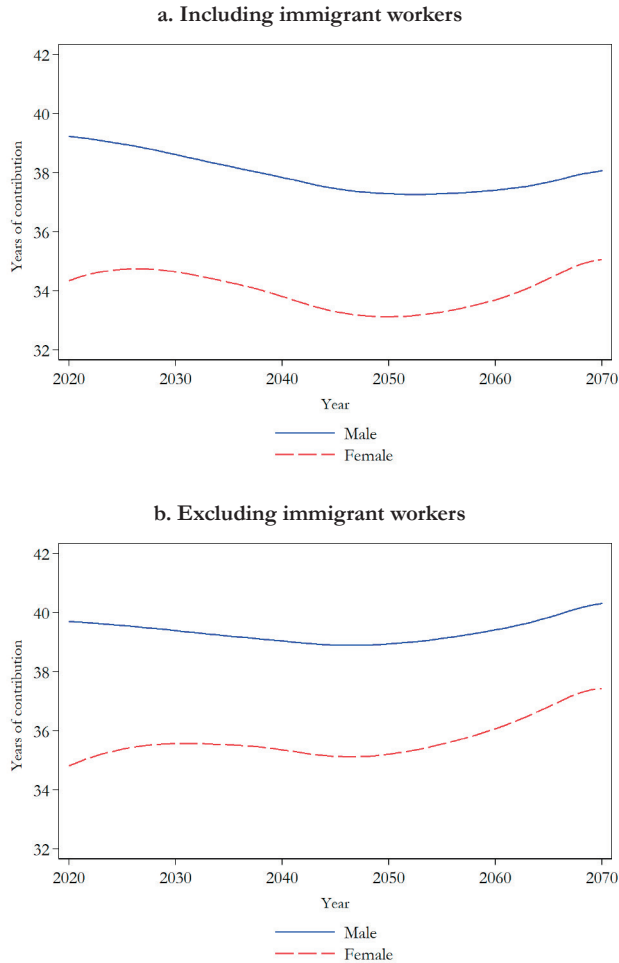 a. Including immigrant workers
42
40
38
36
34
32
Years of contribution
2020 2030 2040 2050 2060 2070
Year
Male
Female
b. Excluding immigrant workers
42
40
38
36
34
32
Years of contribution
2020 2030 2040 2050 2060 2070
Year
Male
Female